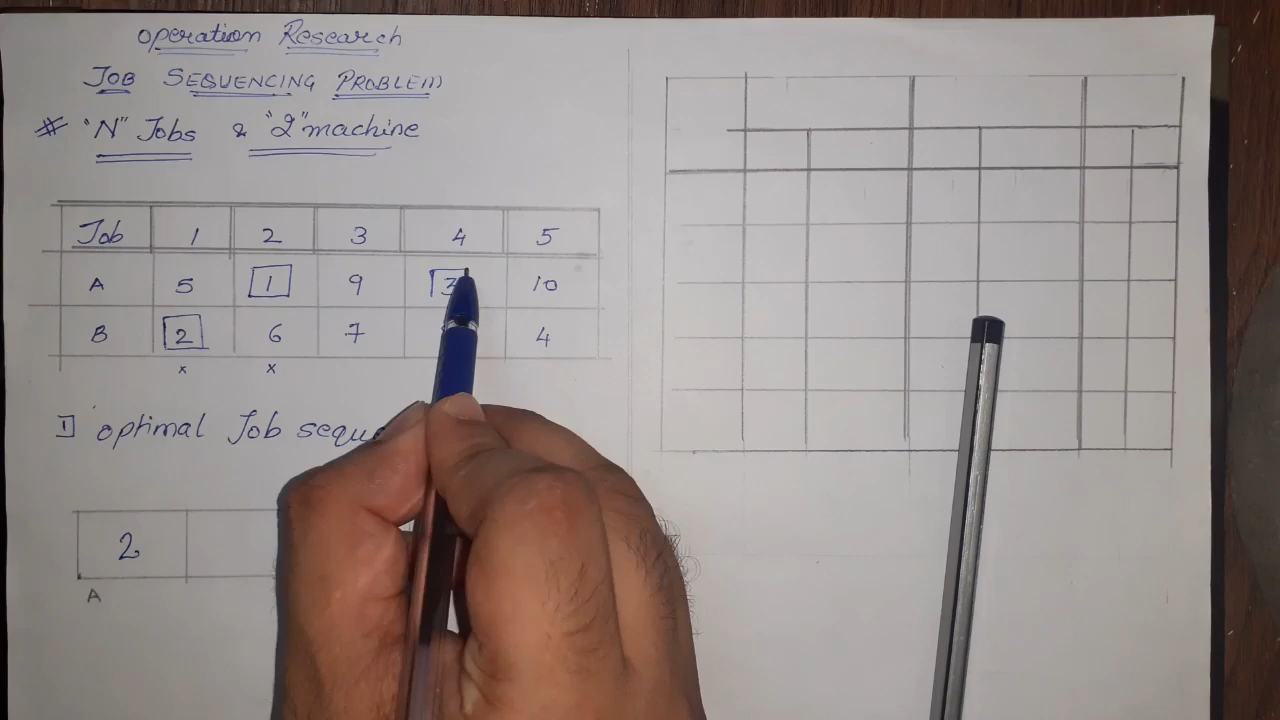 Operation Research
JOB SEQUENCING PROBLEM
# "N" Jobs & "2" machine
Job 1 2 3 4 5
A 5 1 9 3 10
B 2 6 7 4
x x
1 optimal Job
2
A